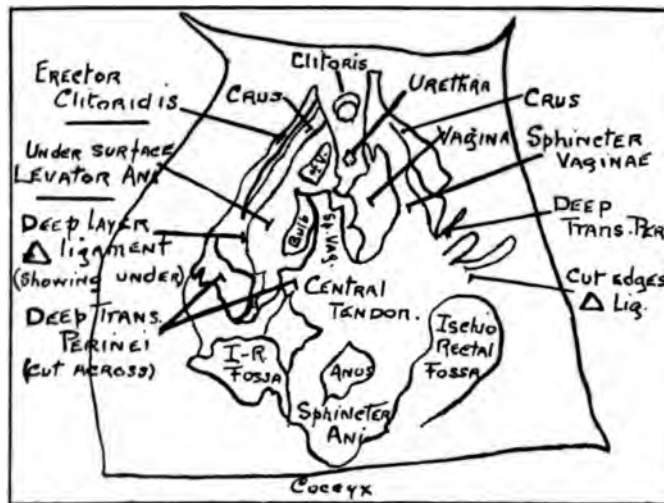 Clitoris
Erector
Clitoridis
Crus
Urethra
Crus
Under Surface
Levator Ani
Vagina
Sphincter
Vaginae
Deep Layer
Δ Ligament
(Showing Under)
Deep
Trans. Per
Bulb
Sp. Vag.
Deep Trans.
Perinei
(Cut Across)
Central
Tendon.
Cut Edges
Δ Lig.
I-R
Fossa
Anus
Ischio
Rectal
Fossa
Sphincter
Ani
Coccyx